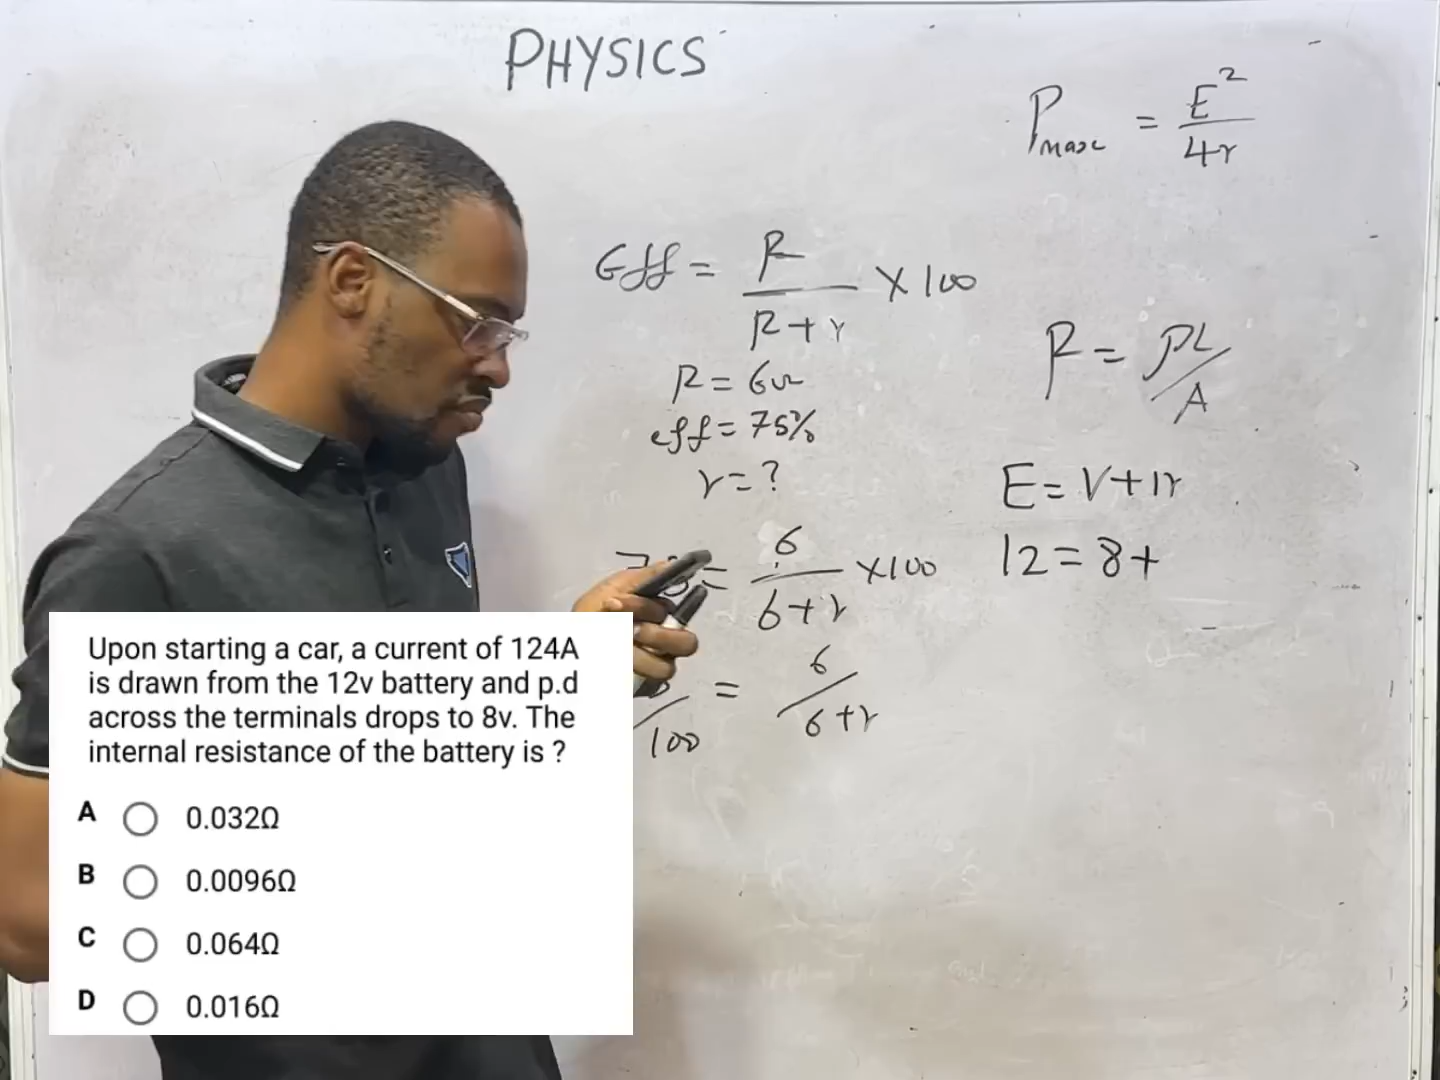 PHYSICS
Pmax = E²/4r
Eff = R/R+r × 100
R = 6Ω
eff = 75%
r = ?
= 6/6+r × 100
/100 = 6/6+r
R = ρL/A
E = V + Ir
12 = 8 +
Upon starting a car, a current of 124A
is drawn from the 12v battery and p.d
across the terminals drops to 8v. The
internal resistance of the battery is ?
A 0.032Ω
B 0.0096Ω
C 0.064Ω
D 0.016Ω